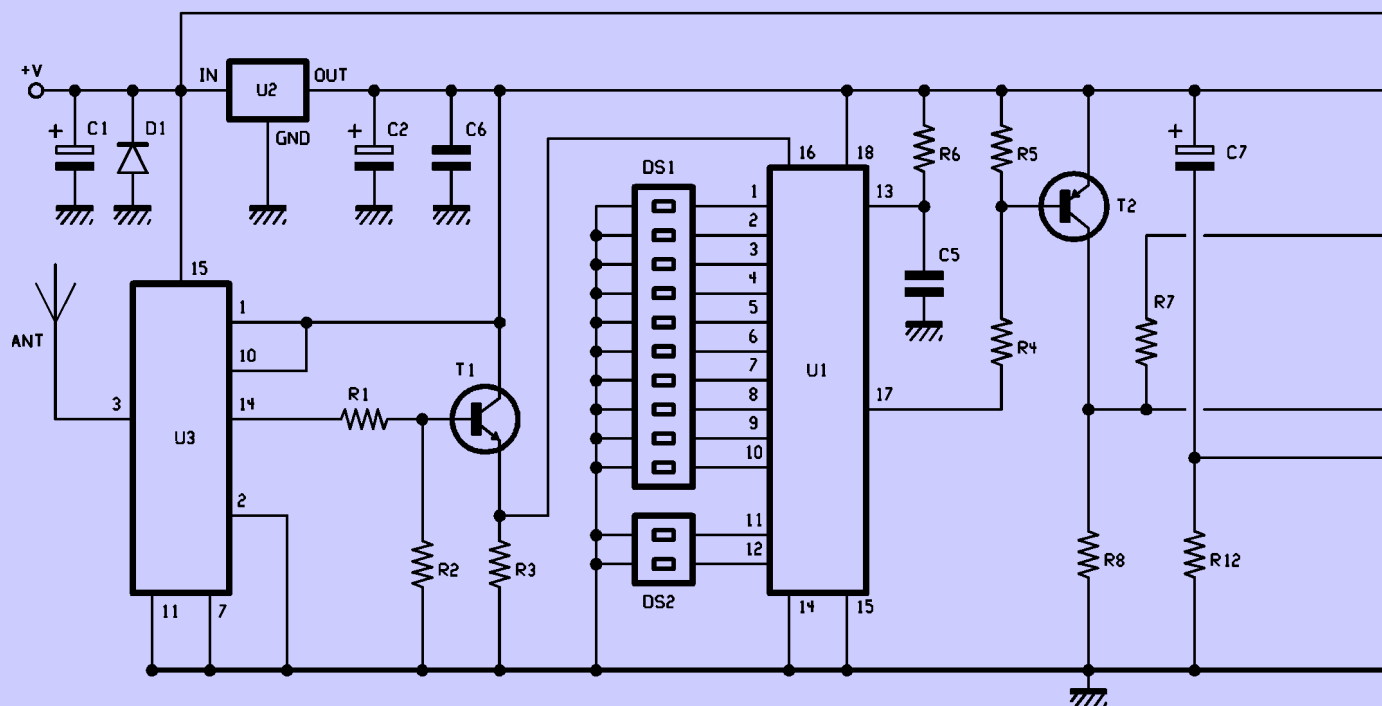 +V
IN
U2
OUT
GND
+
C1
D1
+
C2
C6
15
ANT
3
U3
1
10
14
2
11
7
R1
T1
R2
R3
DS1
DS2
1
2
3
4
5
6
7
8
9
10
11
12
16
18
13
17
U1
14
15
R6
R5
C5
R4
T2
+
C7
R7
R8
R12